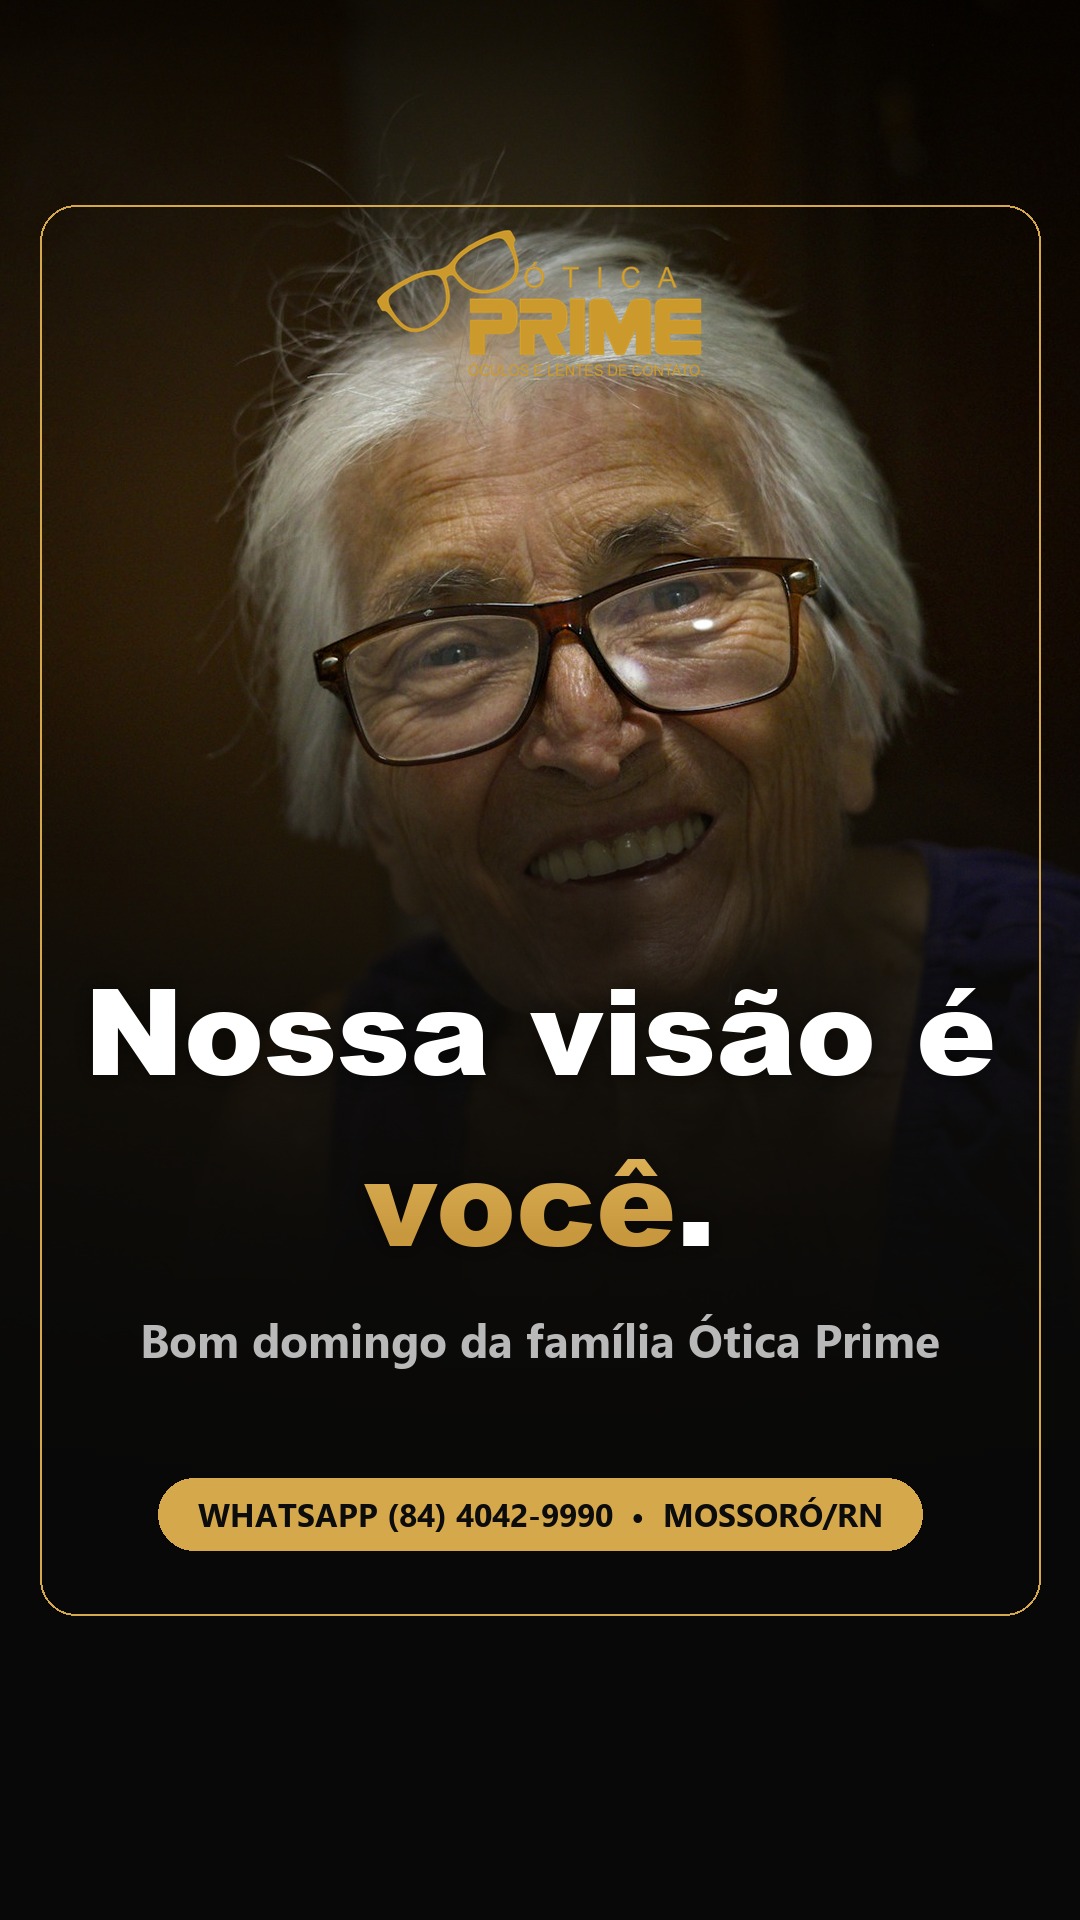 ÓTICA
PRIME
ÓCULOS E LENTES DE CONTATO
Nossa visão é
você.
Bom domingo da família Ótica Prime
WHATSAPP (84) 4042-9990 • MOSSORÓ/RN